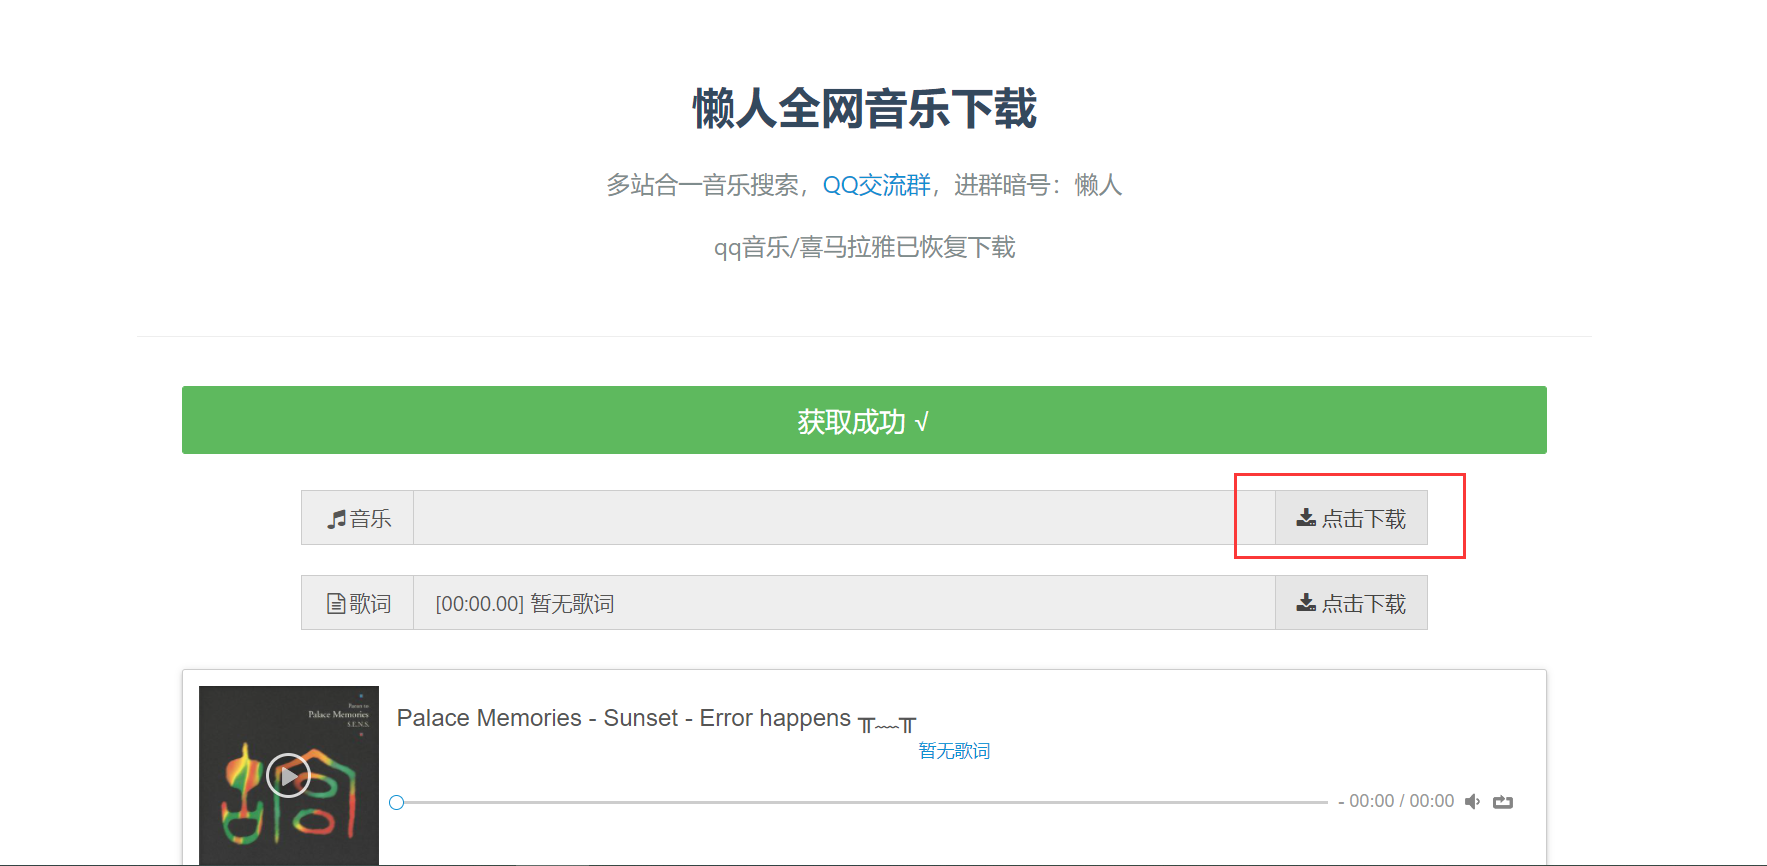 懒人全网音乐下载
多站合一音乐搜索，QQ交流群，进群暗号：懒人
qq音乐/喜马拉雅已恢复下载
获取成功 √
音乐 点击下载
歌词 [00:00.00] 暂无歌词 点击下载
Palace Memories
S.E.N.S.
Palace Memories - Sunset - Error happens ╥﹏╥
暂无歌词
- 00:00 / 00:00